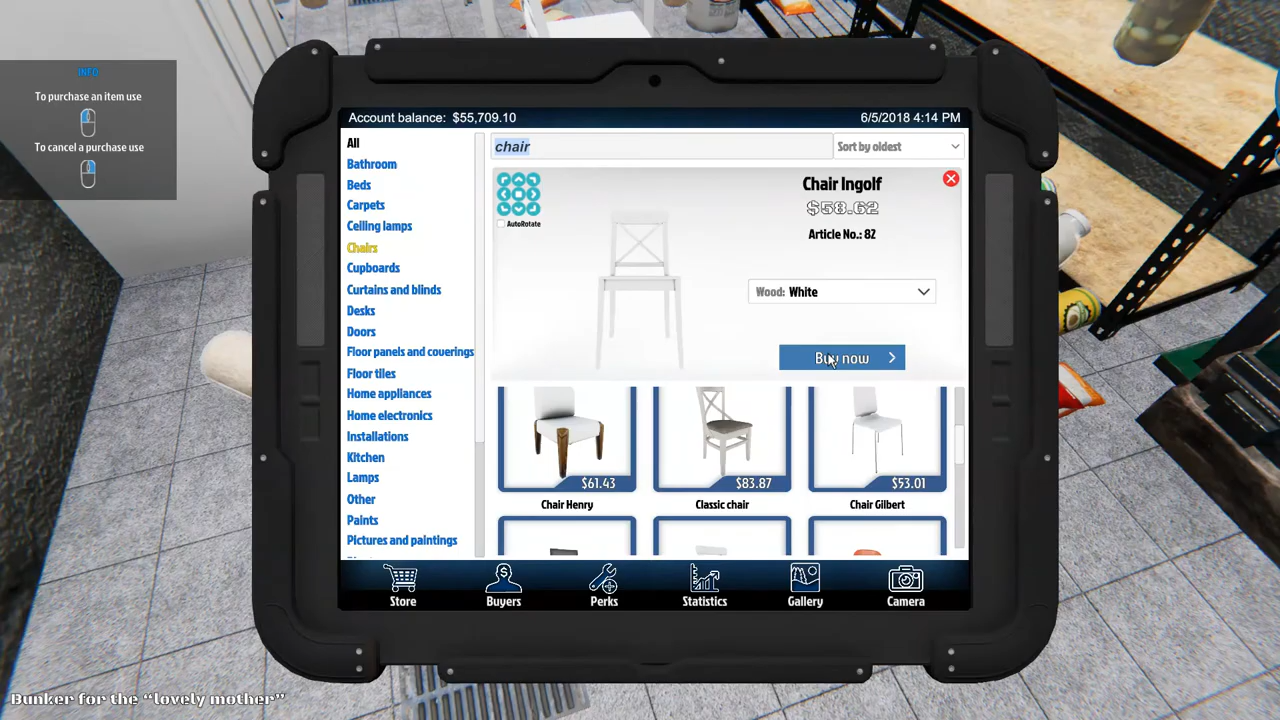 INFO
To purchase an item use
To cancel a purchase use
Account balance: $55,709.10
6/5/2018 4:14 PM
All
Bathroom
Beds
Carpets
Ceiling lamps
Chairs
Cupboards
Curtains and blinds
Desks
Doors
Floor panels and coverings
Floor tiles
Home appliances
Home electronics
Installations
Kitchen
Lamps
Other
Paints
Pictures and paintings
chair
Sort by oldest
AutoRotate
Chair Ingolf
$58.62
Article No.: 82
Wood: White
Buy now
$61.43
$83.87
$53.01
Chair Henry
Classic chair
Chair Gilbert
Store
Buyers
Perks
Statistics
Gallery
Camera
Bunker for the “lovely mother”